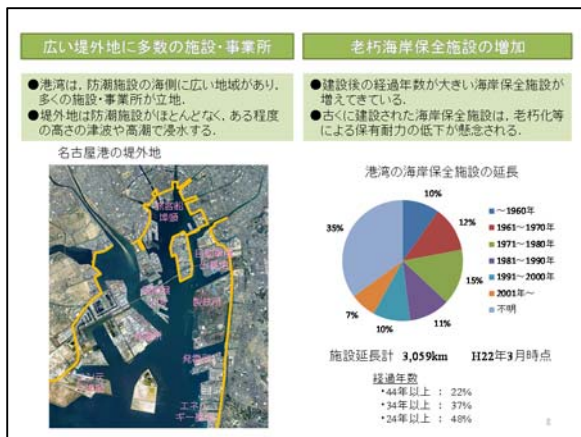 広い堤外地に多数の施設・事業所
●港湾は，防潮施設の海側に広い地域があり，
多くの施設・事業所が立地．
●堤外地は防潮施設がほとんどなく，ある程度
の高さの津波や高潮で浸水する．
名古屋港の堤外地
埠頭
発電
エネル
ギー
老朽海岸保全施設の増加
●建設後の経過年数が大きい海岸保全施設が
増えてきている．
●古くに建設された海岸保全施設は，老朽化等
による保有耐力の低下が懸念される．
港湾の海岸保全施設の延長
10%
12%
15%
11%
10%
7%
35%
～1960年
1961～1970年
1971～1980年
1981～1990年
1991～2000年
2001年～
不明
施設延長計 3,059km H22年3月時点
経過年数
・44年以上 ： 22%
・34年以上 ： 37%
・24年以上 ： 48%
8